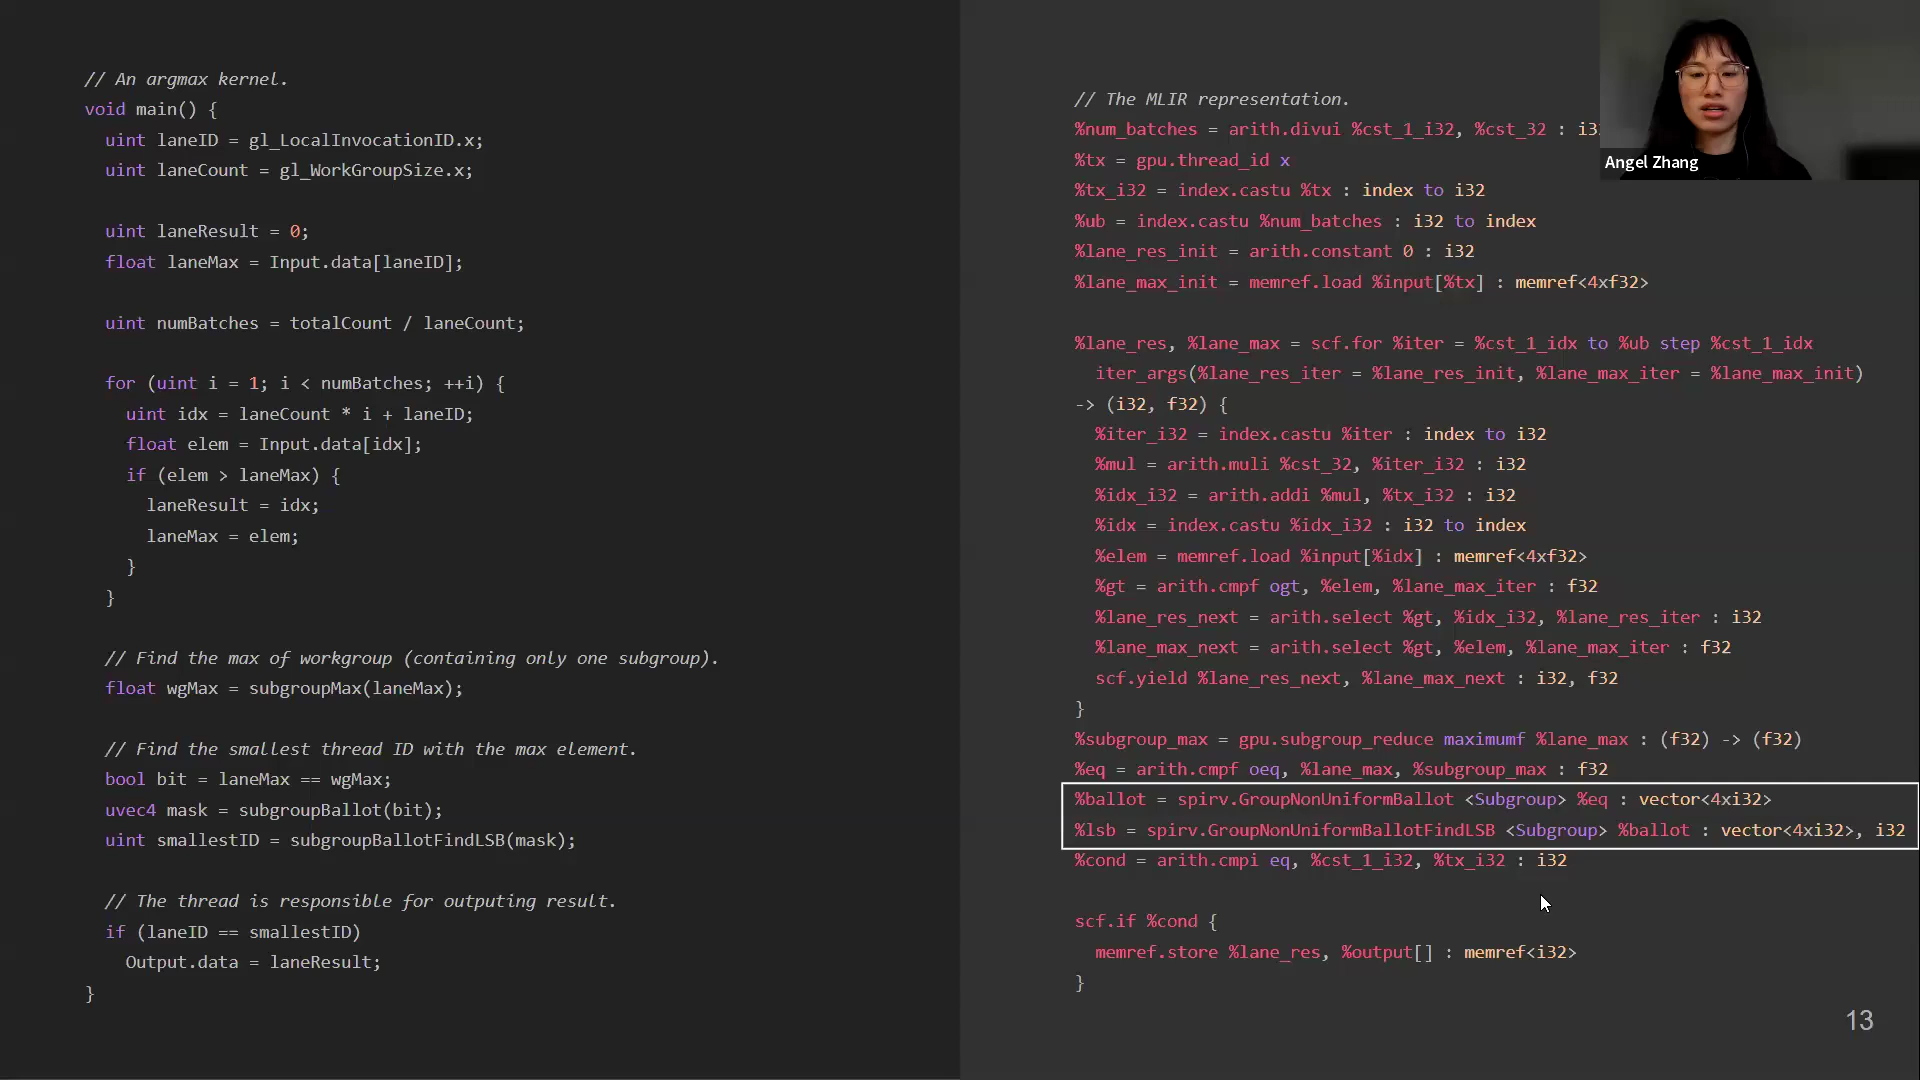 // An argmax kernel.
void main() {
uint laneID = gl_LocalInvocationID.x;
uint laneCount = gl_WorkGroupSize.x;
uint laneResult = 0;
float laneMax = Input.data[laneID];
uint numBatches = totalCount / laneCount;
for (uint i = 1; i < numBatches; ++i) {
uint idx = laneCount * i + laneID;
float elem = Input.data[idx];
if (elem > laneMax) {
laneResult = idx;
laneMax = elem;
}
}
// Find the max of workgroup (containing only one subgroup).
float wgMax = subgroupMax(laneMax);
// Find the smallest thread ID with the max element.
bool bit = laneMax == wgMax;
uvec4 mask = subgroupBallot(bit);
uint smallestID = subgroupBallotFindLSB(mask);
// The thread is responsible for outputing result.
if (laneID == smallestID)
Output.data = laneResult;
}
// The MLIR representation.
%num_batches = arith.divui %cst_1_i32, %cst_32 : i3
%tx = gpu.thread_id x
%tx_i32 = index.castu %tx : index to i32
%ub = index.castu %num_batches : i32 to index
%lane_res_init = arith.constant 0 : i32
%lane_max_init = memref.load %input[%tx] : memref<4xf32>
%lane_res, %lane_max = scf.for %iter = %cst_1_idx to %ub step %cst_1_idx
iter_args(%lane_res_iter = %lane_res_init, %lane_max_iter = %lane_max_init)
-> (i32, f32) {
%iter_i32 = index.castu %iter : index to i32
%mul = arith.muli %cst_32, %iter_i32 : i32
%idx_i32 = arith.addi %mul, %tx_i32 : i32
%idx = index.castu %idx_i32 : i32 to index
%elem = memref.load %input[%idx] : memref<4xf32>
%gt = arith.cmpf ogt, %elem, %lane_max_iter : f32
%lane_res_next = arith.select %gt, %idx_i32, %lane_res_iter : i32
%lane_max_next = arith.select %gt, %elem, %lane_max_iter : f32
scf.yield %lane_res_next, %lane_max_next : i32, f32
}
%subgroup_max = gpu.subgroup_reduce maximumf %lane_max : (f32) -> (f32)
%eq = arith.cmpf oeq, %lane_max, %subgroup_max : f32
%ballot = spirv.GroupNonUniformBallot <Subgroup> %eq : vector<4xi32>
%lsb = spirv.GroupNonUniformBallotFindLSB <Subgroup> %ballot : vector<4xi32>, i32
%cond = arith.cmpi eq, %cst_1_i32, %tx_i32 : i32
scf.if %cond {
memref.store %lane_res, %output[] : memref<i32>
}
Angel Zhang
13